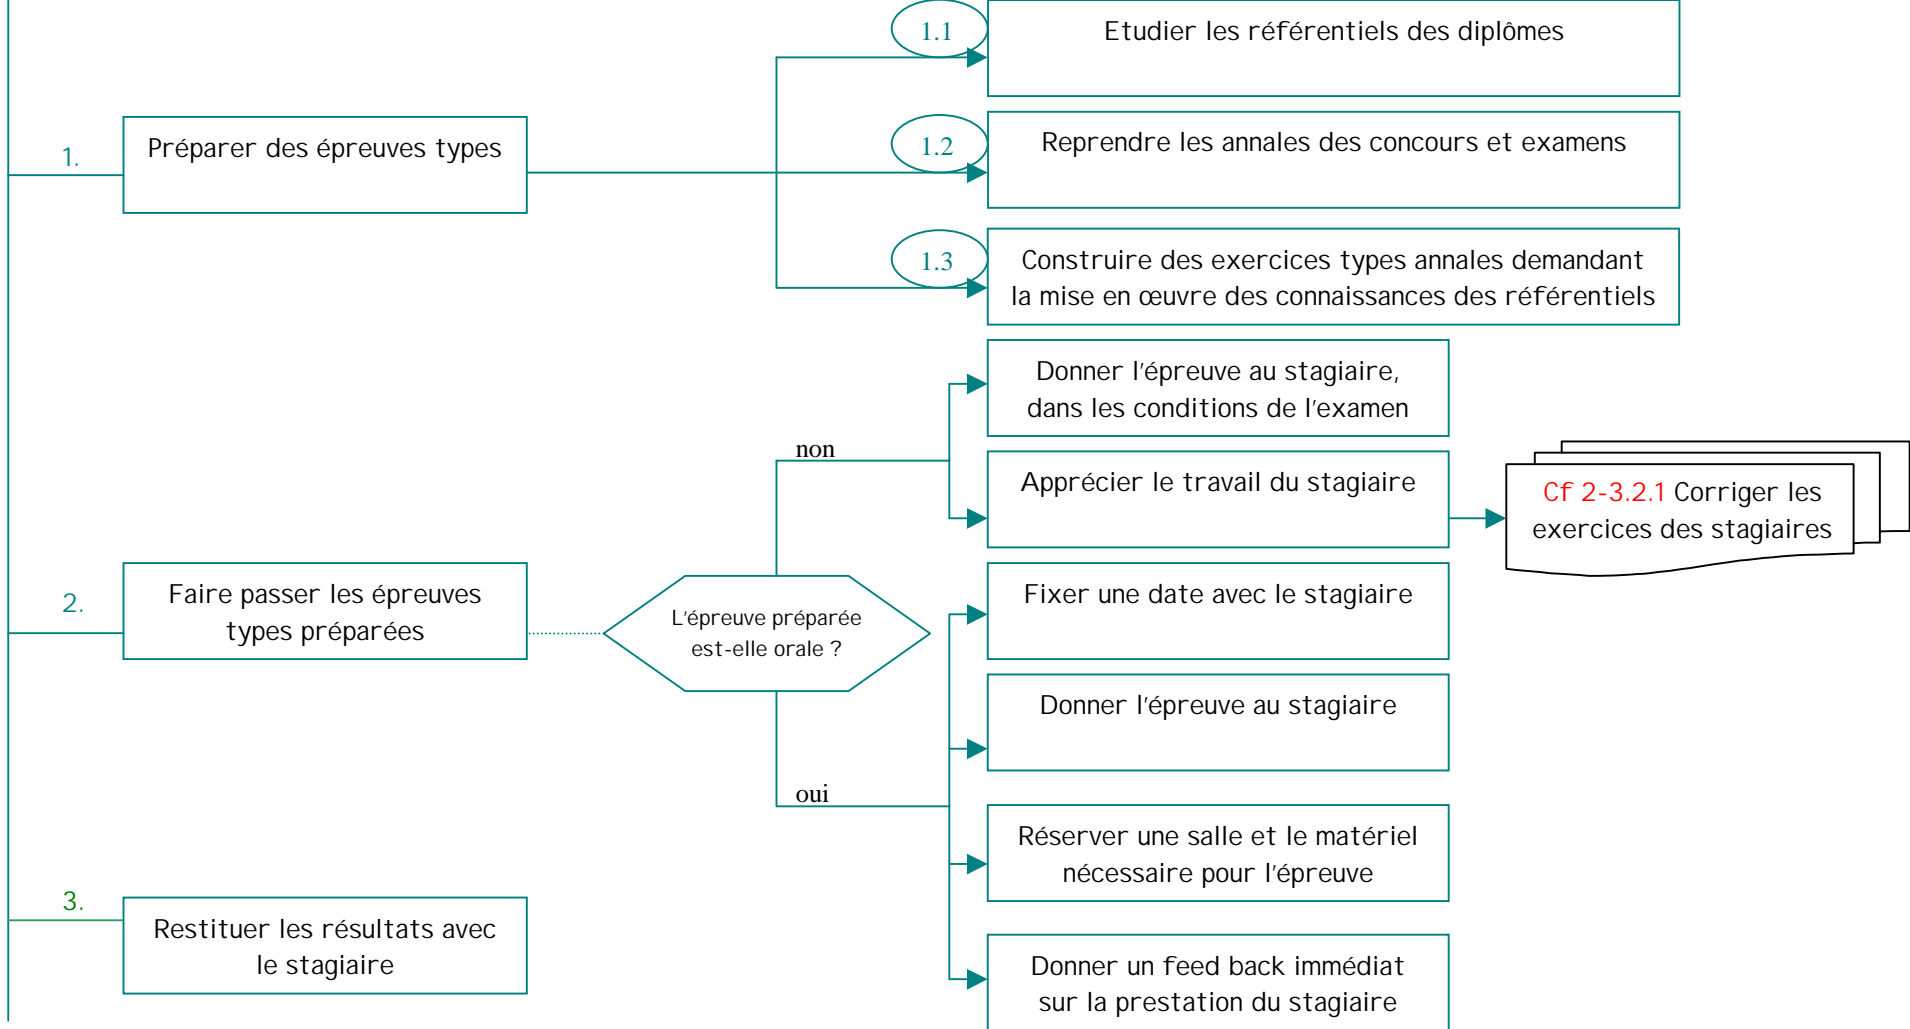 1.1
Etudier les référentiels des diplômes
1.
Préparer des épreuves types
1.2
Reprendre les annales des concours et examens
1.3
Construire des exercices types annales demandant
la mise en œuvre des connaissances des référentiels
2.
Faire passer les épreuves
types préparées
L'épreuve préparée
est-elle orale ?
non
Donner l'épreuve au stagiaire,
dans les conditions de l'examen
Apprécier le travail du stagiaire
Cf 2-3.2.1 Corriger les
exercices des stagiaires
oui
Fixer une date avec le stagiaire
Donner l'épreuve au stagiaire
Réserver une salle et le matériel
nécessaire pour l'épreuve
Donner un feed back immédiat
sur la prestation du stagiaire
3.
Restituer les résultats avec
le stagiaire